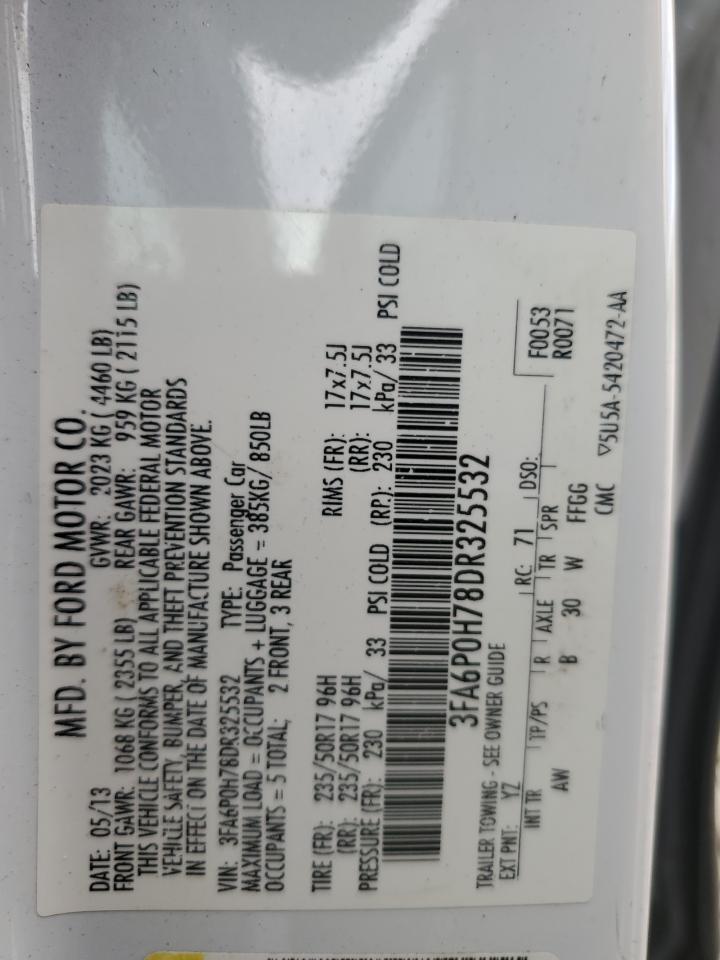 MFD. BY FORD MOTOR CO.
DATE: 05/13 GVWR: 2023 KG ( 4460 LB)
FRONT GAWR: 1068 KG ( 2355 LB) REAR GAWR: 959 KG ( 2115 LB)
THIS VEHICLE CONFORMS TO ALL APPLICABLE FEDERAL MOTOR
VEHICLE SAFETY, BUMPER, AND THEFT PREVENTION STANDARDS
IN EFFECT ON THE DATE OF MANUFACTURE SHOWN ABOVE.
VIN: 3FA6P0H78DR325532 TYPE: Passenger Car
MAXIMUM LOAD = OCCUPANTS + LUGGAGE = 385KG/ 850LB
OCCUPANTS = 5 TOTAL; 2 FRONT, 3 REAR
TIRE (FR): 235/50R17 96H RIMS (FR): 17x7.5J
(RR): 235/50R17 96H (RR): 17x7.5J
PRESSURE (FR): 230 kPa/ 33 PSI COLD (RP): 230 kPa/ 33 PSI COLD
3FA6P0H78DR325532
TRAILER TOWING - SEE OWNER GUIDE
EXT PNT: YZ RC: 71 DSO: F0053
INT TR TP/PS R AXLE TR SPR R0071
AW B 30 W FFGG
CMC ▽5U5A-5420472-AA